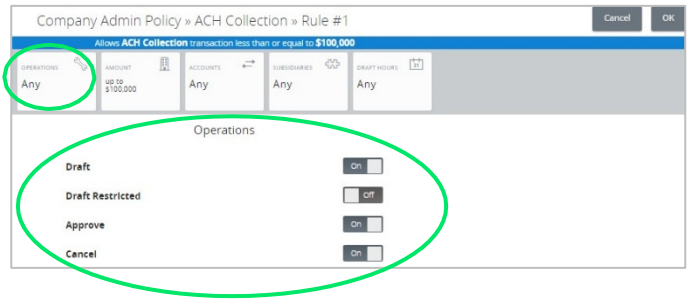 Company Admin Policy » ACH Collection » Rule #1
Cancel
OK
Allows ACH Collection transaction less than or equal to $100,000
OPERATIONS
Any
AMOUNT
up to
$100,000
ACCOUNTS
Any
SUBSIDIARIES
Any
DRAFT HOURS
31
Any
Operations
Draft On
Draft Restricted Off
Approve On
Cancel On